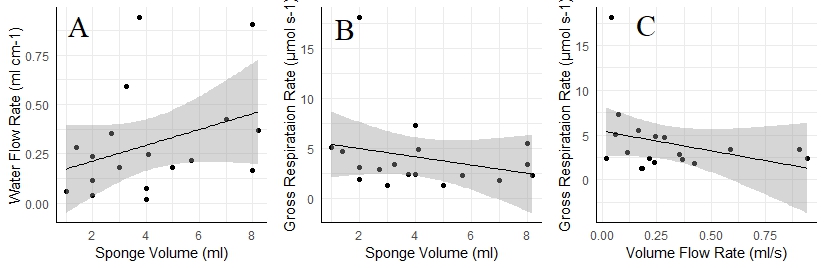 A
Water Flow Rate (ml cm-1)
0.75
0.50
0.25
0.00
2
4
6
8
Sponge Volume (ml)
B
Gross Respirataion Rate (µmol s-1)
15
10
5
0
2
4
6
8
Sponge Volume (ml)
C
Gross Respirataion Rate (µmol s-1)
15
10
5
0
0.00
0.25
0.50
0.75
Volume Flow Rate (ml/s)